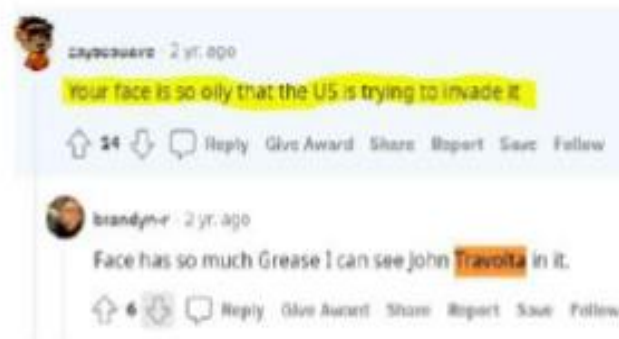 2 yr. ago
Your face is so oily that the US is trying to invade it
14 Reply Give Award Share Report Save Follow
brandyn-r 2 yr. ago
Face has so much Grease I can see John Travolta in it.
6 Reply Give Award Share Report Save Follow